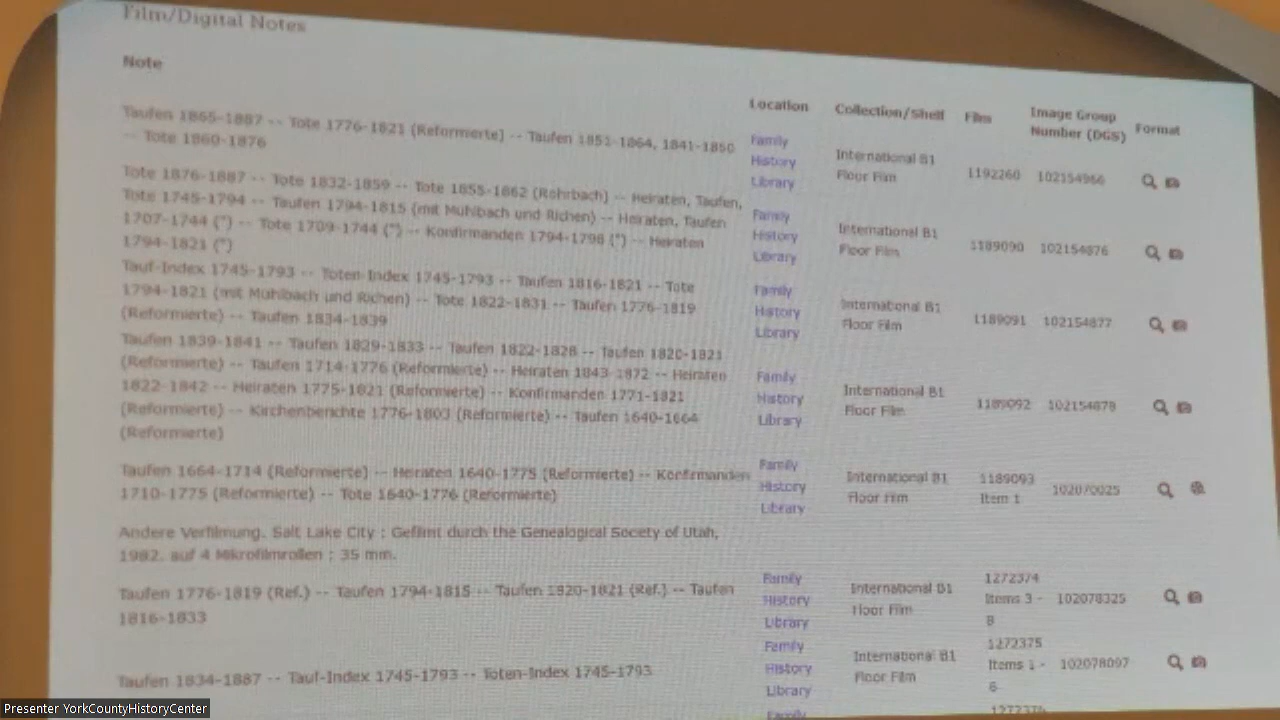 Film/Digital Notes
Note
Location
Collection/Shelf
Film
Image Group
Number (DGS)
Format
Taufen 1865-1887 -- Tote 1776-1821 (Reformierte) -- Taufen 1851-1864, 1841-1850
-- Tote 1860-1876
Family
History
Library
International B1
Floor Film
1192260
102154966
Tote 1876-1887 -- Tote 1832-1859 -- Tote 1855-1862 (Rohrbach) -- Heiraten, Taufen,
Tote 1745-1794 -- Taufen 1794-1815 (mit Mühlbach und Richen) -- Heiraten, Taufen
1707-1744 (") -- Tote 1709-1744 (") -- Konfirmanden 1794-1798 (") -- Heiraten
1794-1821 (")
Family
History
Library
International B1
Floor Film
1189090
102154876
Tauf-Index 1745-1793 -- Toten-Index 1745-1793 -- Taufen 1816-1821 -- Tote
1794-1821 (mit Mühlbach und Richen) -- Tote 1822-1831 -- Taufen 1776-1819
(Reformierte) -- Taufen 1834-1839
Family
History
Library
International B1
Floor Film
1189091
102154877
Taufen 1839-1841 -- Taufen 1829-1833 -- Taufen 1822-1828 -- Taufen 1820-1821
(Reformierte) -- Taufen 1714-1776 (Reformierte) -- Heiraten 1843-1872 -- Heiraten
1822-1842 -- Heiraten 1775-1821 (Reformierte) -- Konfirmanden 1771-1821
(Reformierte) -- Kirchenberichte 1776-1803 (Reformierte) -- Taufen 1640-1664
(Reformierte)
Family
History
Library
International B1
Floor Film
1189092
102154878
Taufen 1664-1714 (Reformierte) -- Heiraten 1640-1775 (Reformierte) -- Konfirmanden
1710-1775 (Reformierte) -- Tote 1640-1776 (Reformierte)
Family
History
Library
International B1
Floor Film
1189093
Item 1
102070025
Andere Verfilmung. Salt Lake City : Gefilmt durch the Genealogical Society of Utah,
1982. auf 4 Mikrofilmrollen ; 35 mm.
Taufen 1776-1819 (Ref.) -- Taufen 1794-1815 -- Taufen 1820-1821 (Ref.) -- Taufen
1816-1833
Family
History
Library
International B1
Floor Film
1272374
Items 3 -
8
102078325
Taufen 1834-1887 -- Tauf-Index 1745-1793 -- Toten-Index 1745-1793
Family
History
Library
International B1
Floor Film
1272375
Items 1 -
6
102078097
Family
Presenter YorkCountyHistoryCenter